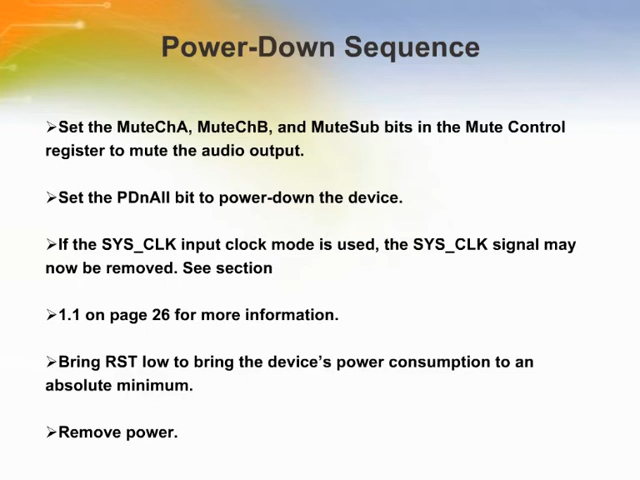 Power-Down Sequence
➢Set the MuteChA, MuteChB, and MuteSub bits in the Mute Control
register to mute the audio output.
➢Set the PDnAll bit to power-down the device.
➢If the SYS_CLK input clock mode is used, the SYS_CLK signal may
now be removed. See section
➢1.1 on page 26 for more information.
➢Bring RST low to bring the device’s power consumption to an
absolute minimum.
➢Remove power.